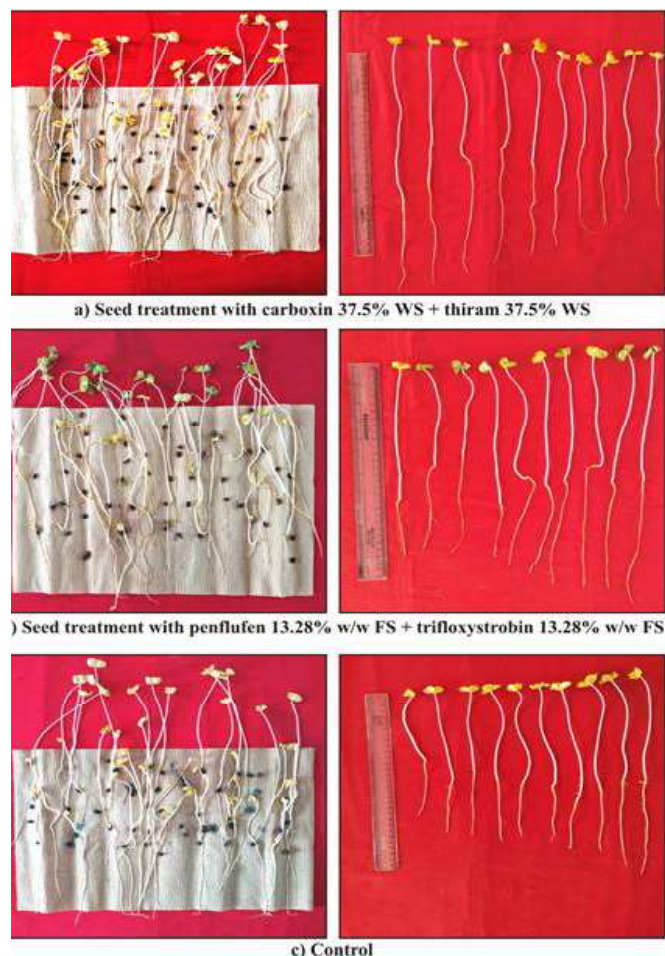 a) Seed treatment with carboxin 37.5% WS + thiram 37.5% WS
) Seed treatment with penflufen 13.28% w/w FS + trifloxystrobin 13.28% w/w FS
c) Control